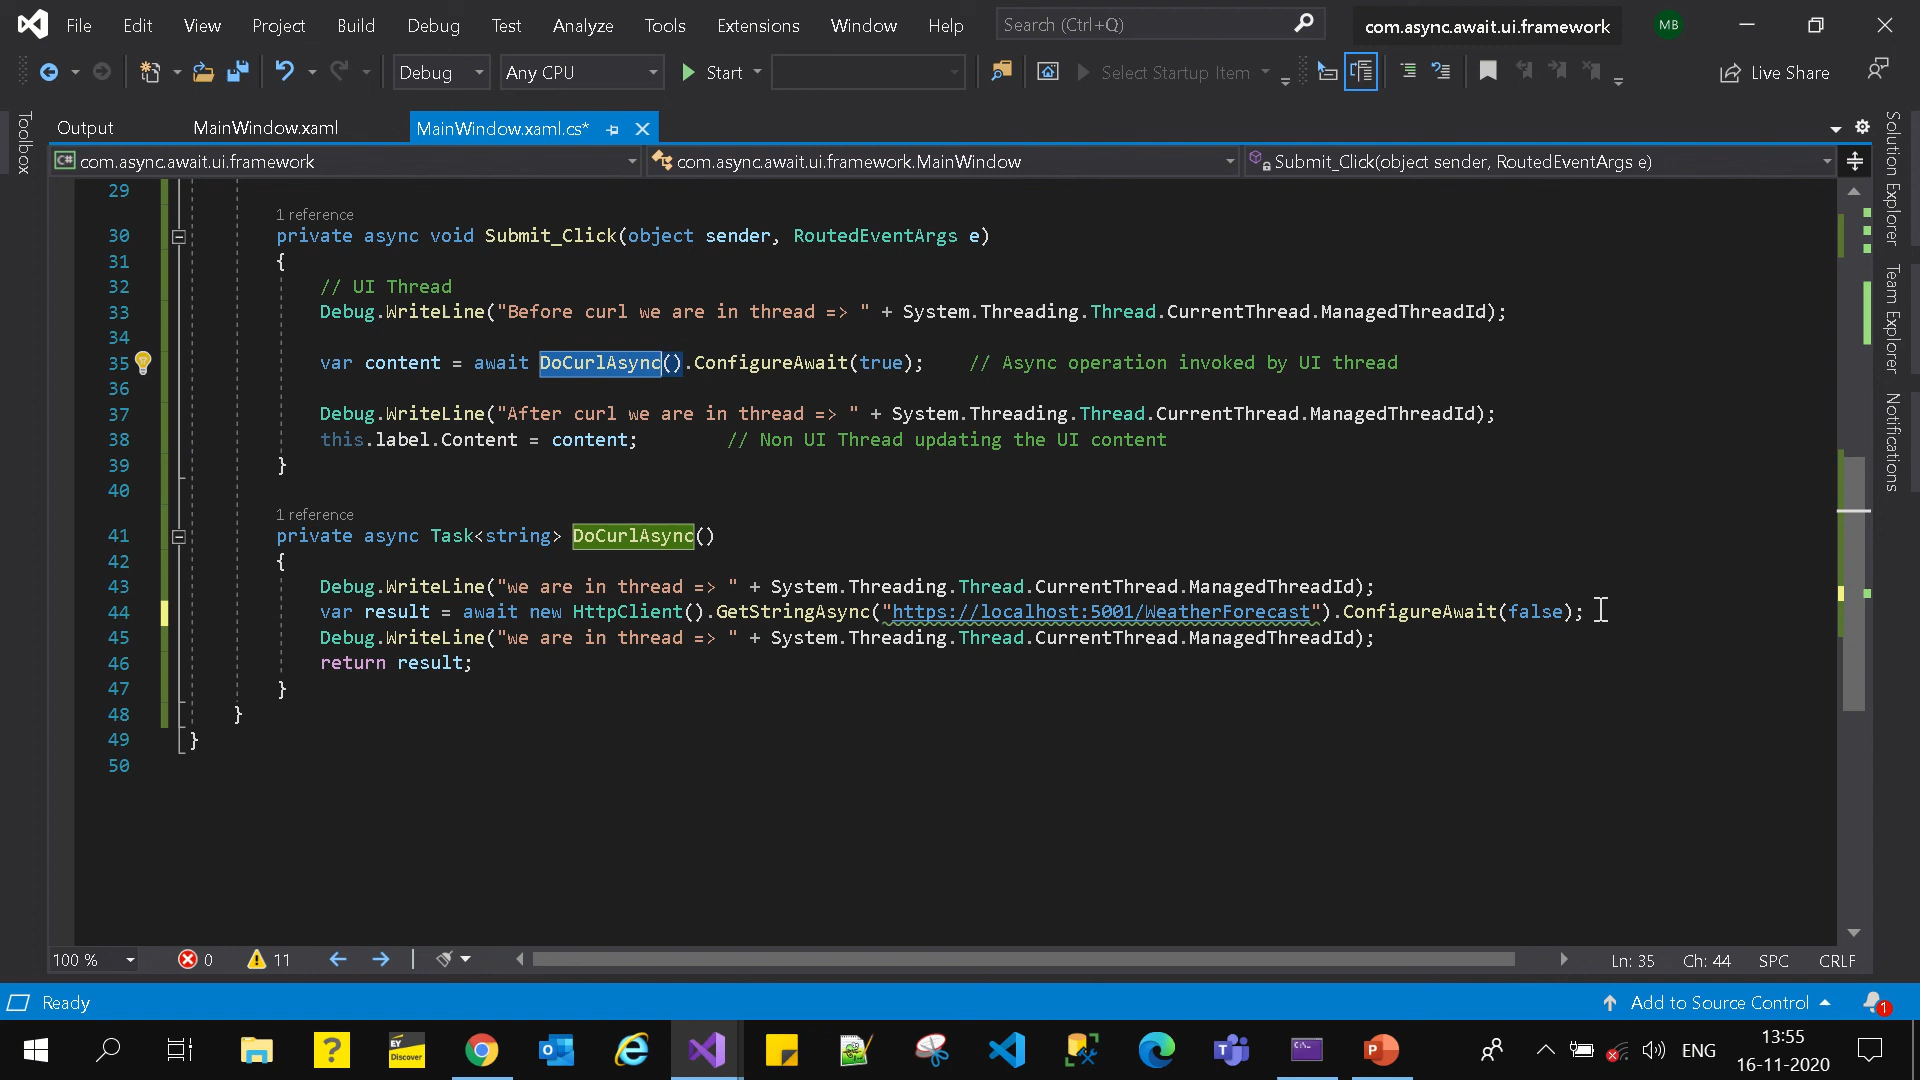 File Edit View Project Build Debug Test Analyze Tools Extensions Window Help Search (Ctrl+Q) com.async.await.ui.framework MB
Debug Any CPU Start Select Startup Item Live Share
Toolbox
Output MainWindow.xaml MainWindow.xaml.cs*
com.async.await.ui.framework com.async.await.ui.framework.MainWindow Submit_Click(object sender, RoutedEventArgs e)
29
1 reference
30 private async void Submit_Click(object sender, RoutedEventArgs e)
31 {
32 // UI Thread
33 Debug.WriteLine("Before curl we are in thread => " + System.Threading.Thread.CurrentThread.ManagedThreadId);
34
35 var content = await DoCurlAsync().ConfigureAwait(true); // Async operation invoked by UI thread
36
37 Debug.WriteLine("After curl we are in thread => " + System.Threading.Thread.CurrentThread.ManagedThreadId);
38 this.label.Content = content; // Non UI Thread updating the UI content
39 }
40
1 reference
41 private async Task<string> DoCurlAsync()
42 {
43 Debug.WriteLine("we are in thread => " + System.Threading.Thread.CurrentThread.ManagedThreadId);
44 var result = await new HttpClient().GetStringAsync("https://localhost:5001/WeatherForecast").ConfigureAwait(false);
45 Debug.WriteLine("we are in thread => " + System.Threading.Thread.CurrentThread.ManagedThreadId);
46 return result;
47 }
48 }
49 }
50
Solution Explorer
Team Explorer
Notifications
100 % 0 11 Ln: 35 Ch: 44 SPC CRLF
Ready Add to Source Control 1
EY Discover
ENG
13:55
16-11-2020